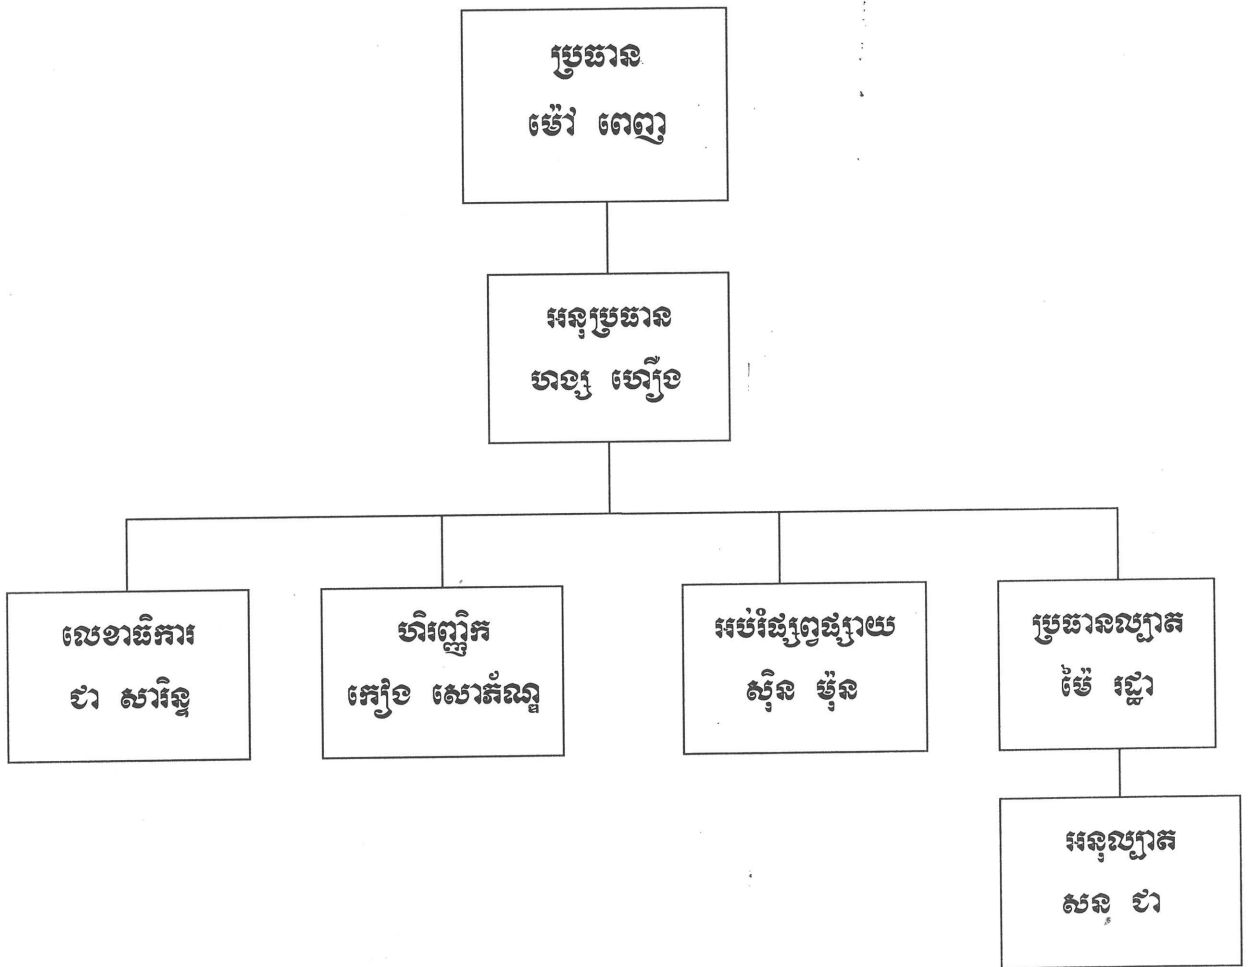 ប្រធាន
ម៉ៅ ពេញ
អនុប្រធាន
ហង្ស ហឿង
លេខាធិការ
ជា សារិន្ទ
ហិរញ្ញិក
កៀង សោភ័ណ្ឌ
អប់រំផ្សព្វផ្សាយ
ស៊ិន ម៉ុន
ប្រធានល្បាត
ម៉ៃ រដ្ឋា
អនុល្បាត
សន ជា